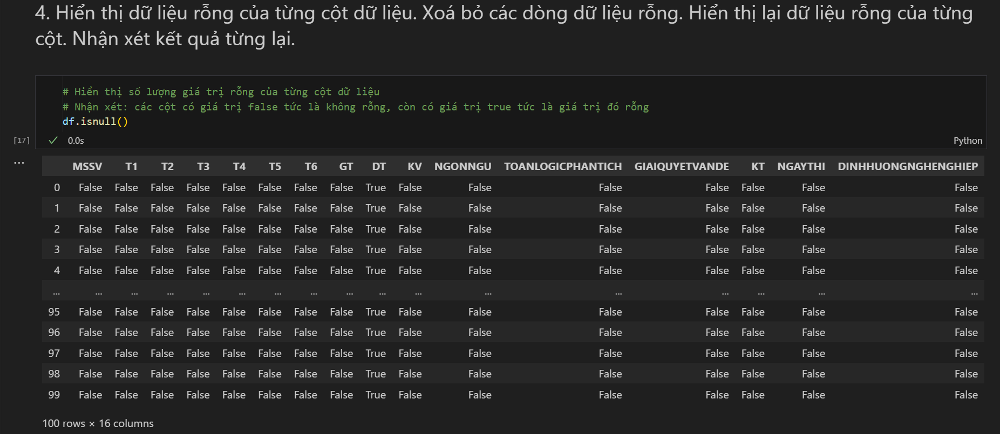 4. Hiển thị dữ liệu rỗng của từng cột dữ liệu. Xoá bỏ các dòng dữ liệu rỗng. Hiển thị lại dữ liệu rỗng của từng
cột. Nhận xét kết quả từng lại.
# Hiển thị số lượng giá trị rỗng của từng cột dữ liệu
# Nhận xét: các cột có giá trị false tức là không rỗng, còn có giá trị true tức là giá trị đó rỗng
df.isnull()
[17] ✓ 0.0s Python
...
MSSV T1 T2 T3 T4 T5 T6 GT DT KV NGONNGU TOANLOGICPHANTICH GIAIQUYETVANDE KT NGAYTHI DINHHUONGNGHENGHIEP
0 False False False False False False False False True False False False False False False False
1 False False False False False False False False True False False False False False False False
2 False False False False False False False False True False False False False False False False
3 False False False False False False False False True False False False False False False False
4 False False False False False False False False True False False False False False False False
... ... ... ... ... ... ... ... ... ... ... ... ... ... ... ... ...
95 False False False False False False False False True False False False False False False False
96 False False False False False False False False True False False False False False False False
97 False False False False False False False False True False False False False False False False
98 False False False False False False False False True False False False False False False False
99 False False False False False False False False True False False False False False False False
100 rows × 16 columns